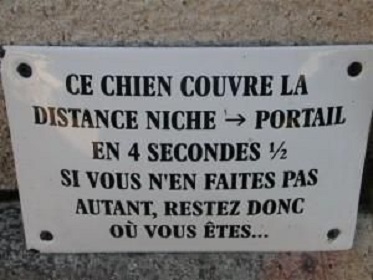 CE CHIEN COUVRE LA
DISTANCE NICHE → PORTAIL
EN 4 SECONDES ½
SI VOUS N'EN FAITES PAS
AUTANT, RESTEZ DONC
OÙ VOUS ÊTES...